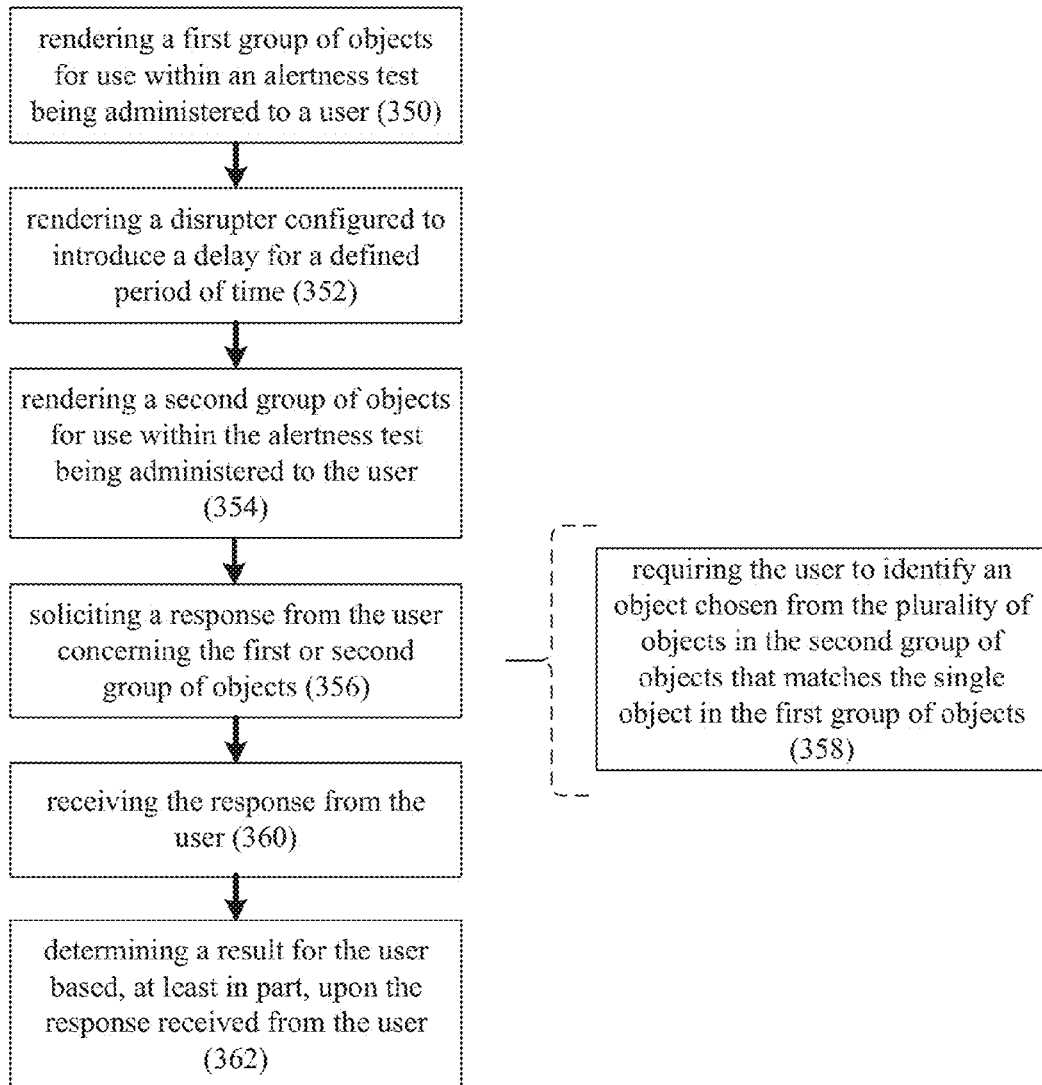 rendering a first group of objects
for use within an alertness test
being administered to a user (350)
rendering a disrupter configured to
introduce a delay for a defined
period of time (352)
rendering a second group of objects
for use within the alertness test
being administered to the user
(354)
soliciting a response from the user
concerning the first or second
group of objects (356)
requiring the user to identify an
object chosen from the plurality of
objects in the second group of
objects that matches the single
object in the first group of objects
(358)
receiving the response from the
user (360)
determining a result for the user
based, at least in part, upon the
response received from the user
(362)